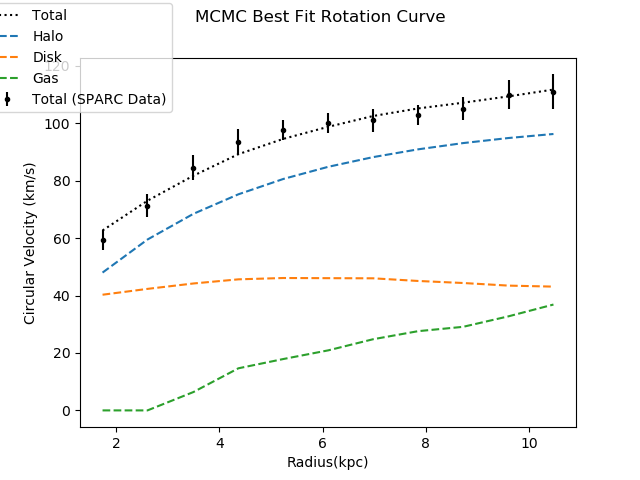 MCMC Best Fit Rotation Curve
Total
Halo
Disk
Gas
Total (SPARC Data)
120
100
80
60
40
20
0
Circular Velocity (km/s)
2
4
6
8
10
Radius(kpc)